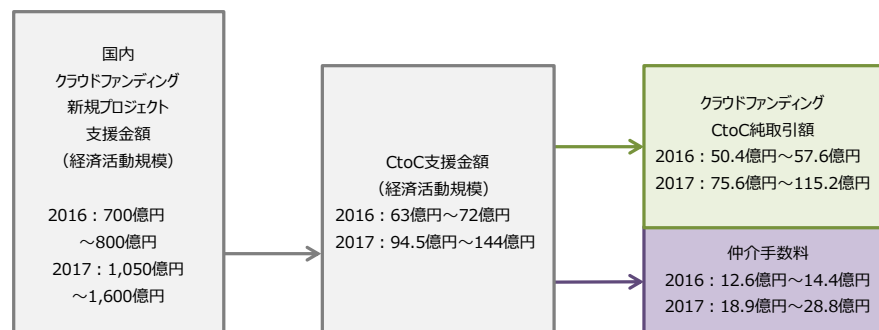 国内
クラウドファンディング
新規プロジェクト
支援金額
（経済活動規模）
2016：700億円
～800億円
2017：1,050億円
～1,600億円
CtoC支援金額
（経済活動規模）
2016：63億円～72億円
2017：94.5億円～144億円
クラウドファンディング
CtoC純取引額
2016：50.4億円～57.6億円
2017：75.6億円～115.2億円
仲介手数料
2016：12.6億円～14.4億円
2017：18.9億円～28.8億円